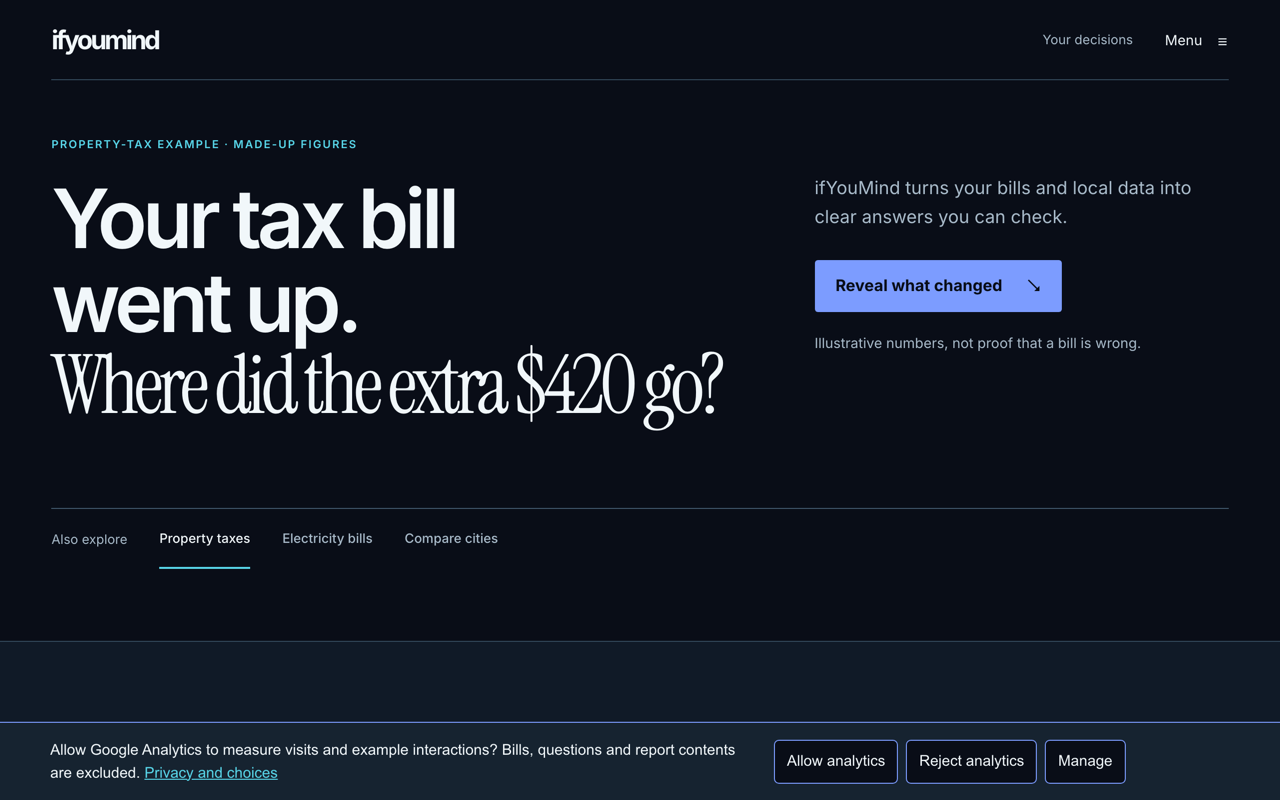 ifyoumind
Your decisions
Menu ≡
PROPERTY-TAX EXAMPLE · MADE-UP FIGURES
Your tax bill
went up.
Where did the extra $420 go?
ifYouMind turns your bills and local data into
clear answers you can check.
Reveal what changed ↘
Illustrative numbers, not proof that a bill is wrong.
Also explore
Property taxes
Electricity bills
Compare cities
Allow Google Analytics to measure visits and example interactions? Bills, questions and report contents
are excluded. Privacy and choices
Allow analytics
Reject analytics
Manage